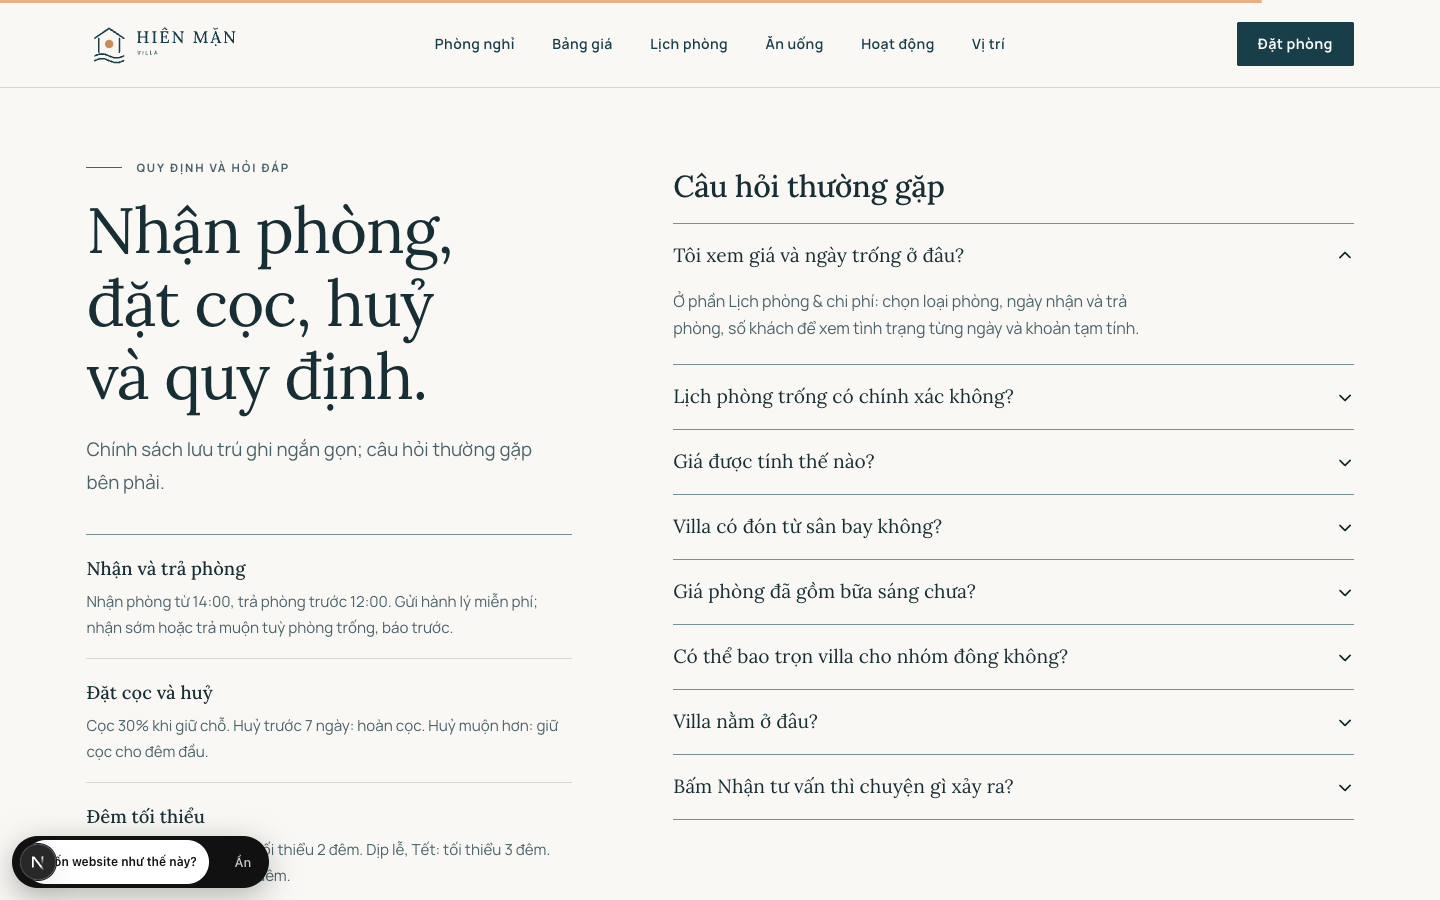 HIÊN MẶN
VILLA
Phòng nghỉ
Bảng giá
Lịch phòng
Ăn uống
Hoạt động
Vị trí
Đặt phòng
QUY ĐỊNH VÀ HỎI ĐÁP
Nhận phòng,
đặt cọc, huỷ
và quy định.
Chính sách lưu trú ghi ngắn gọn; câu hỏi thường gặp
bên phải.
Nhận và trả phòng
Nhận phòng từ 14:00, trả phòng trước 12:00. Gửi hành lý miễn phí;
nhận sớm hoặc trả muộn tuỳ phòng trống, báo trước.
Đặt cọc và huỷ
Cọc 30% khi giữ chỗ. Huỷ trước 7 ngày: hoàn cọc. Huỷ muộn hơn: giữ
cọc cho đêm đầu.
Đêm tối thiểu
thiểu 2 đêm. Dịp lễ, Tết: tối thiểu 3 đêm.
website như thế này?
Ẩn
Câu hỏi thường gặp
Tôi xem giá và ngày trống ở đâu?
Ở phần Lịch phòng & chi phí: chọn loại phòng, ngày nhận và trả
phòng, số khách để xem tình trạng từng ngày và khoản tạm tính.
Lịch phòng trống có chính xác không?
Giá được tính thế nào?
Villa có đón từ sân bay không?
Giá phòng đã gồm bữa sáng chưa?
Có thể bao trọn villa cho nhóm đông không?
Villa nằm ở đâu?
Bấm Nhận tư vấn thì chuyện gì xảy ra?